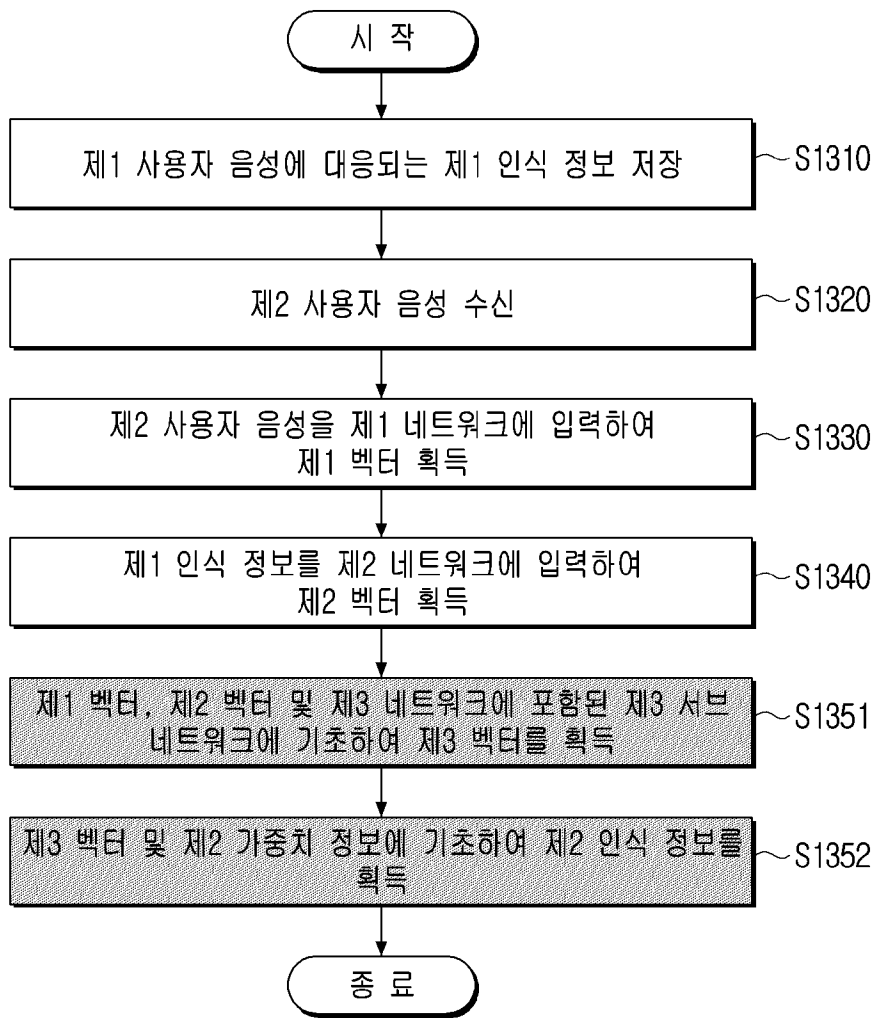 시 작
제1 사용자 음성에 대응되는 제1 인식 정보 저장
S1310
제2 사용자 음성 수신
S1320
제2 사용자 음성을 제1 네트워크에 입력하여
제1 벡터 획득
S1330
제1 인식 정보를 제2 네트워크에 입력하여
제2 벡터 획득
S1340
제1 벡터, 제2 벡터 및 제3 네트워크에 포함된 제3 서브
네트워크에 기초하여 제3 벡터를 획득
S1351
제3 벡터 및 제2 가중치 정보에 기초하여 제2 인식 정보를
획득
S1352
종 료